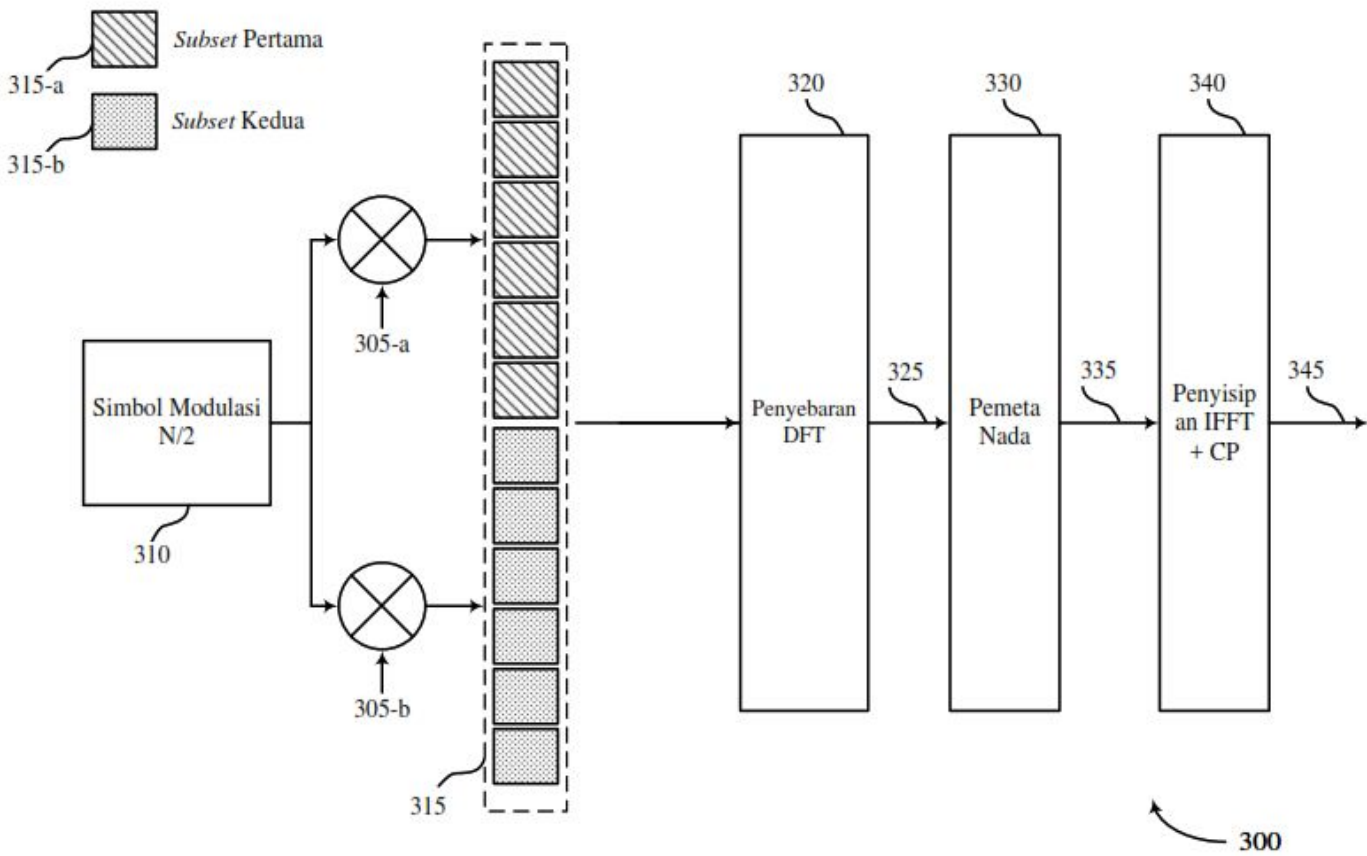 Subset Pertama
315-a
Subset Kedua
315-b
305-a
Simbol Modulasi
N/2
310
305-b
315
320
Penyebaran
DFT
325
330
Pemeta
Nada
335
340
Penyisip
an IFFT
+ CP
345
300